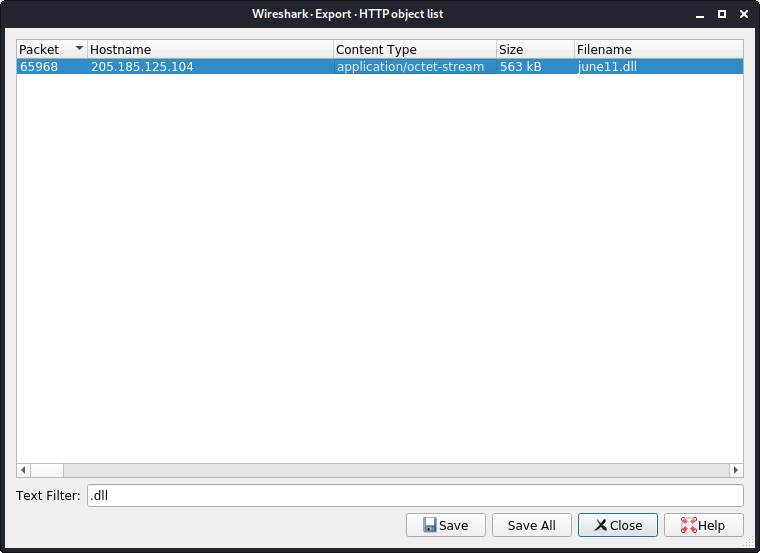 Wireshark · Export · HTTP object list
Packet Hostname Content Type Size Filename
65968 205.185.125.104 application/octet-stream 563 kB june11.dll
Text Filter: .dll
Save Save All Close Help